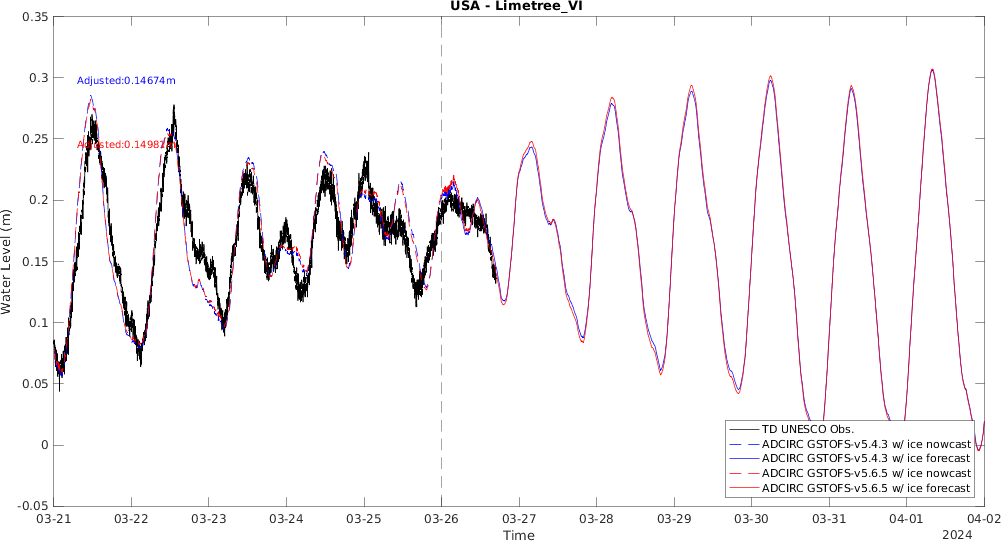 USA - Limetree_VI
0.35
0.3
0.25
0.2
0.15
0.1
0.05
0
-0.05
Water Level (m)
Adjusted:0.14674m
TD UNESCO Obs.
ADCIRC GSTOFS-v5.4.3 w/ ice nowcast
ADCIRC GSTOFS-v5.4.3 w/ ice forecast
ADCIRC GSTOFS-v5.6.5 w/ ice nowcast
ADCIRC GSTOFS-v5.6.5 w/ ice forecast
03-21 03-22 03-23 03-24 03-25 03-26 03-27 03-28 03-29 03-30 03-31 04-01 04-02
Time
2024